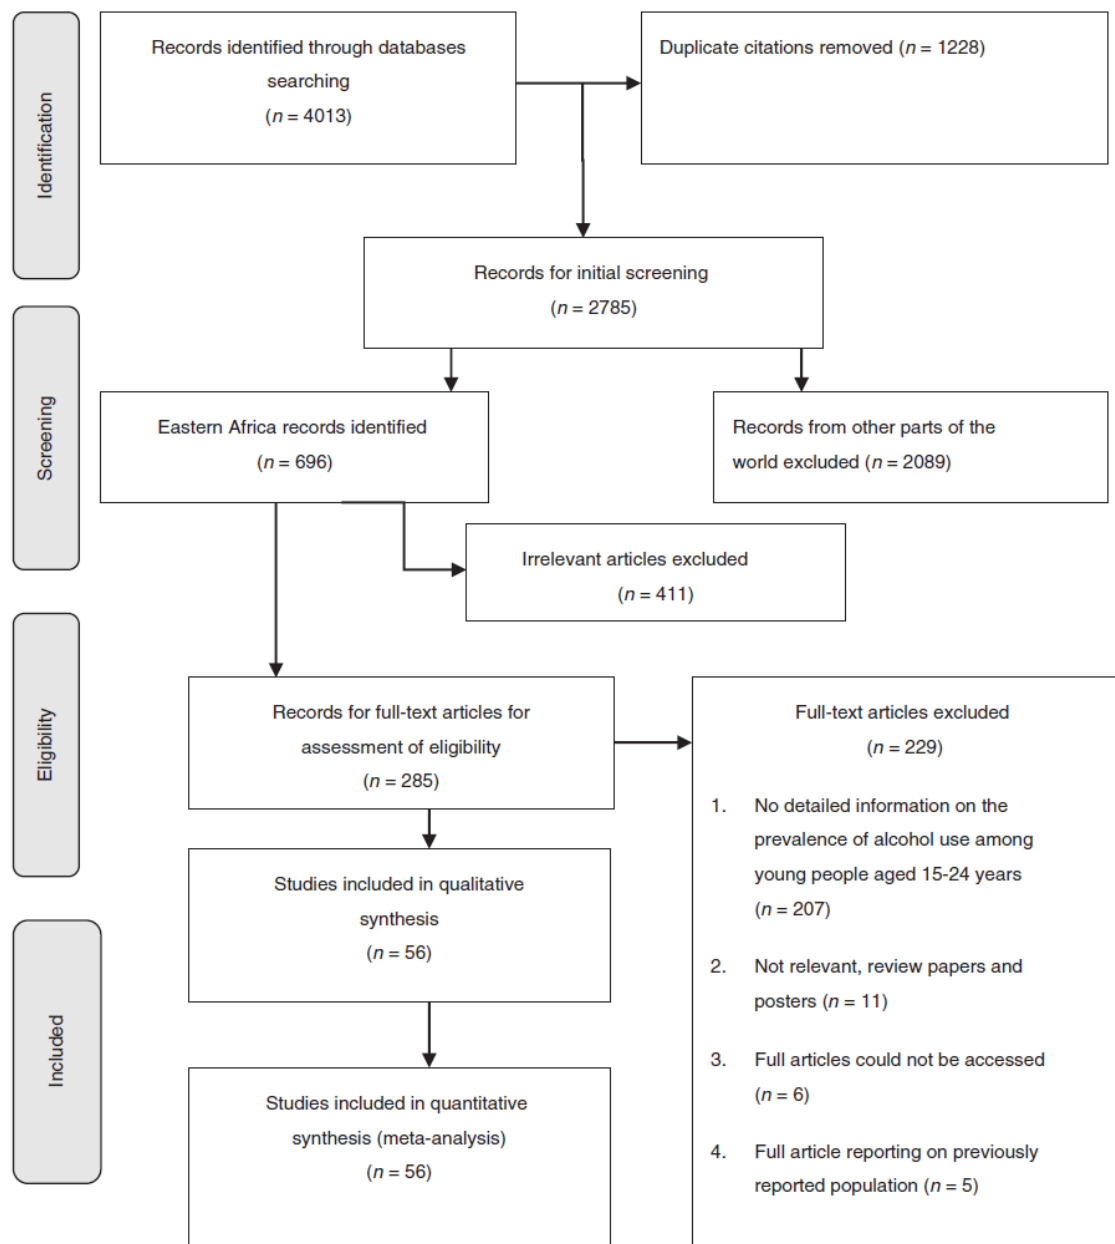 Identification
Records identified through databases
searching
(n = 4013)
Duplicate citations removed (n = 1228)
Records for initial screening
(n = 2785)
Screening
Eastern Africa records identified
(n = 696)
Records from other parts of the
world excluded (n = 2089)
Irrelevant articles excluded
(n = 411)
Eligibility
Records for full-text articles for
assessment of eligibility
(n = 285)
Full-text articles excluded
(n = 229)
1. No detailed information on the
prevalence of alcohol use among
young people aged 15-24 years
(n = 207)
2. Not relevant, review papers and
posters (n = 11)
3. Full articles could not be accessed
(n = 6)
4. Full article reporting on previously
reported population (n = 5)
Studies included in qualitative
synthesis
(n = 56)
Included
Studies included in quantitative
synthesis (meta-analysis)
(n = 56)